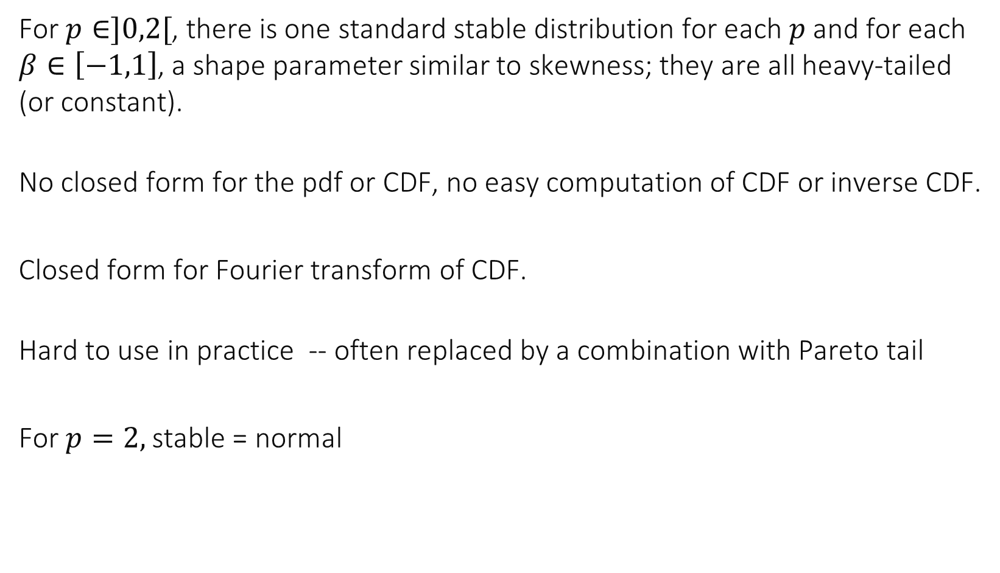 For p ∈]0,2[, there is one standard stable distribution for each p and for each
β ∈ [−1,1], a shape parameter similar to skewness; they are all heavy-tailed
(or constant).
No closed form for the pdf or CDF, no easy computation of CDF or inverse CDF.
Closed form for Fourier transform of CDF.
Hard to use in practice  -- often replaced by a combination with Pareto tail
For p = 2, stable = normal